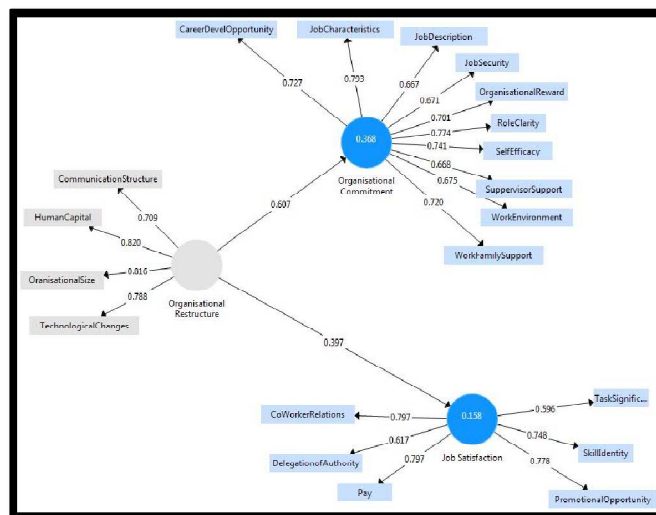 CareerDevelOpportunity
JobCharacteristics
JobDescription
JobSecurity
OrganisationalReward
RoleClarity
SelfEfficacy
SuppervisorSupport
WorkEnvironment
WorkFamilySupport
0.727
0.793
0.667
0.671
0.701
0.774
0.741
0.668
0.675
0.720
0.368
Organisational
Commitment
CommunicationStructure
HumanCapital
OranisationalSize
TechnologicalChanges
0.709
0.820
0.816
0.788
Organisational
Restructure
0.607
0.397
CoWorkerRelations
DelegationofAuthority
Pay
0.797
0.617
0.797
0.158
Job Satisfaction
0.596
0.748
0.778
TaskSignific...
SkillIdentity
PromotionalOpportunity